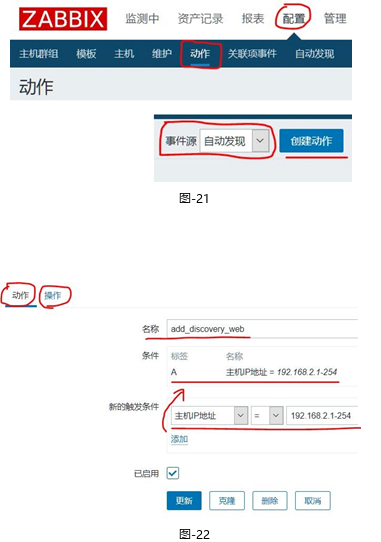 ZABBIX 监测中 资产记录 报表 配置 管理
主机群组 模板 主机 维护 动作 关联项事件 自动发现
动作
事件源 自动发现 创建动作
图-21
动作 操作
名称 add_discovery_web
条件 标签 名称
A 主机IP地址 = 192.168.2.1-254
新的触发条件 主机IP地址 = 192.168.2.1-254
添加
已启用
更新 克隆 删除 取消
图-22